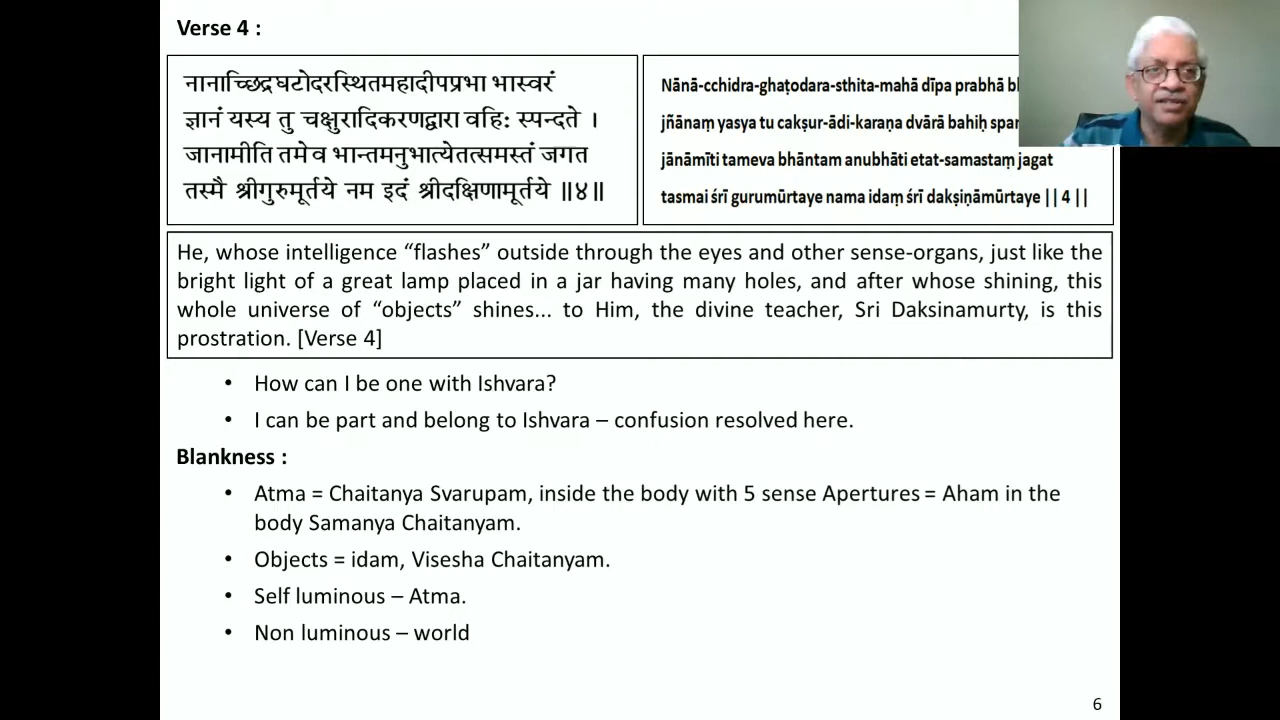 Verse 4 :
नानाच्छिद्रघटोदरस्थितमहादीपप्रभा भास्वरं
ज्ञानं यस्य तु चक्षुरादिकरणद्वारा वहिः स्पन्दते ।
जानामीति तमेव भान्तमनुभात्येतत्समस्तं जगत
तस्मै श्रीगुरुमूर्तये नम इदं श्रीदक्षिणामूर्तये ॥४॥
Nānā-cchidra-ghaṭodara-sthita-mahā dīpa prabhā
jñānaṃ yasya tu cakṣur-ādi-karaṇa dvārā bahiḥ
jānāmīti tameva bhāntam anubhāti etat-samastaṃ jagat
tasmai śrī gurumūrtaye nama idaṃ śrī dakṣiṇāmūrtaye || 4 ||
He, whose intelligence “flashes” outside through the eyes and other sense-organs, just like the
bright light of a great lamp placed in a jar having many holes, and after whose shining, this
whole universe of “objects” shines... to Him, the divine teacher, Sri Daksinamurty, is this
prostration. [Verse 4]
• How can I be one with Ishvara?
• I can be part and belong to Ishvara – confusion resolved here.
Blankness :
• Atma = Chaitanya Svarupam, inside the body with 5 sense Apertures = Aham in the
body Samanya Chaitanyam.
• Objects = idam, Visesha Chaitanyam.
• Self luminous – Atma.
• Non luminous – world
6